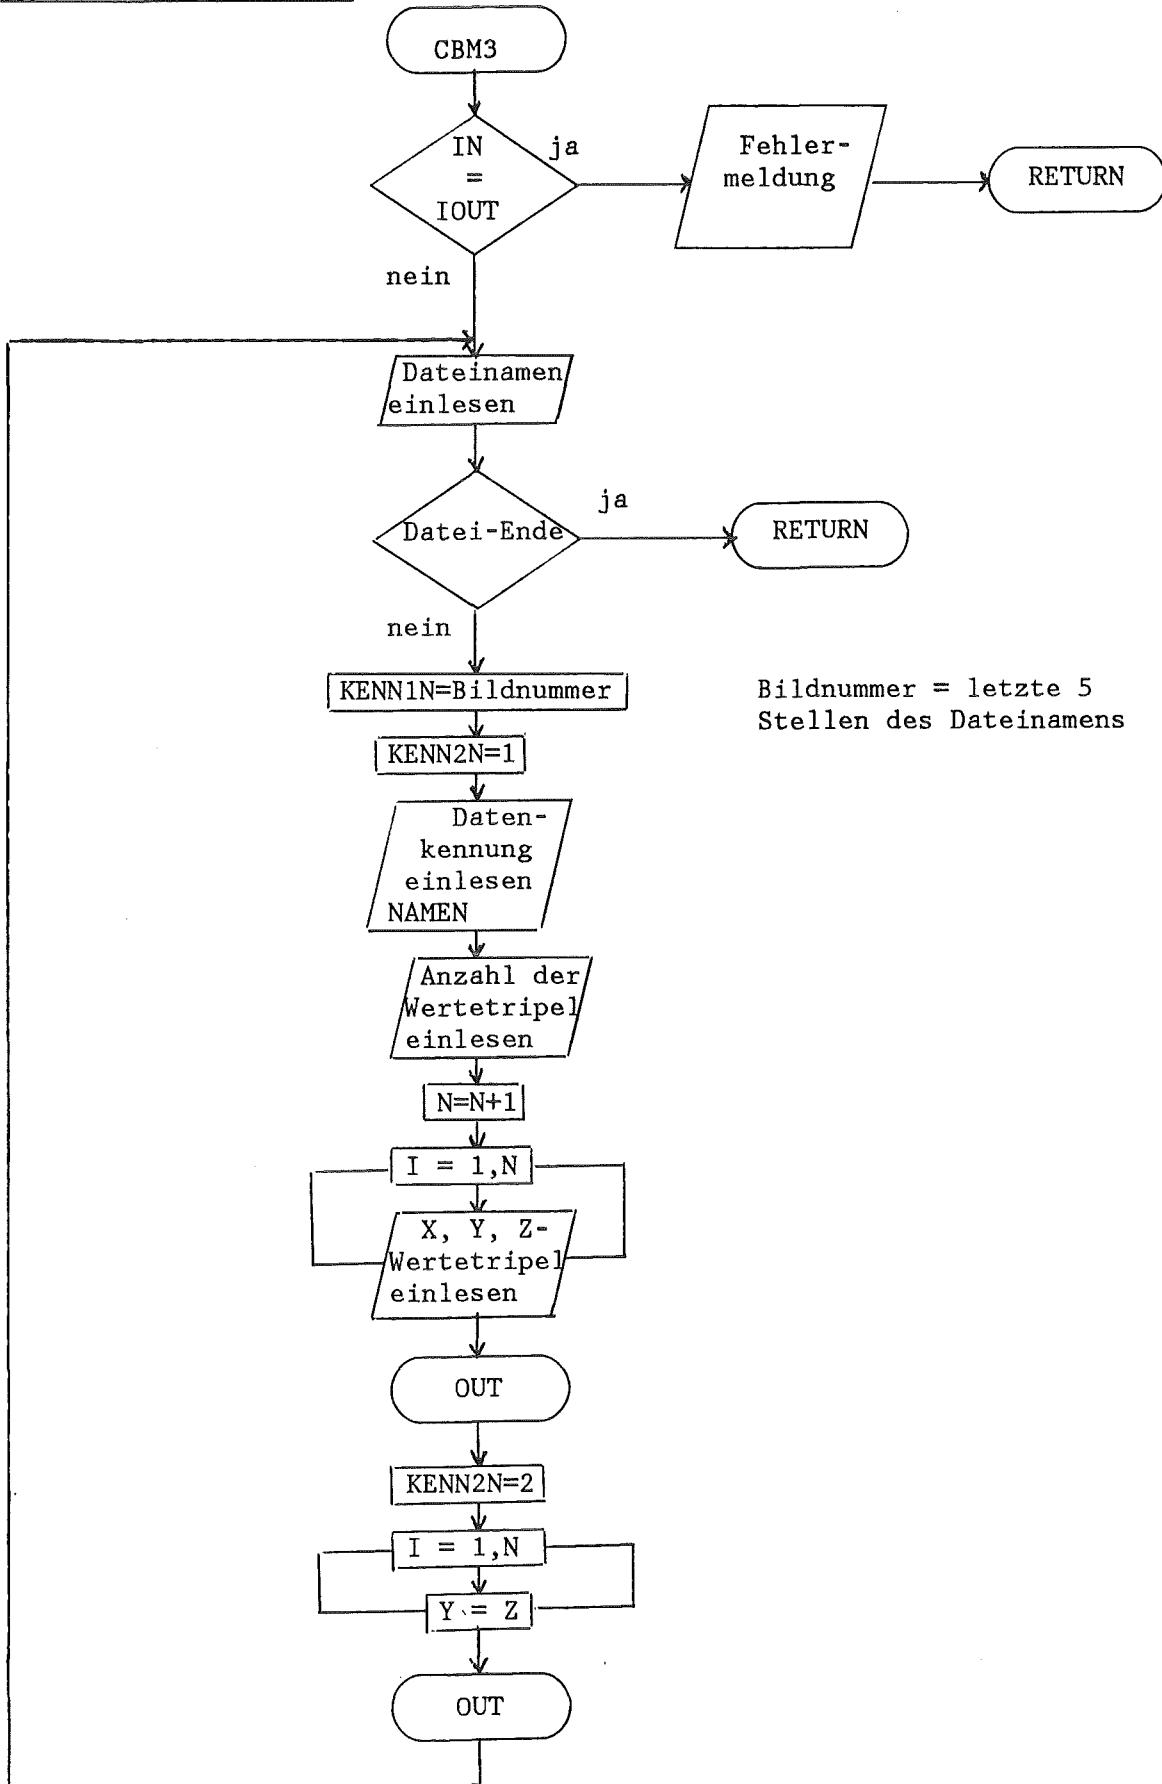 CBM3
IN
=
IOUT
ja
Fehler-
meldung
RETURN
nein
Dateinamen
einlesen
Datei-Ende
ja
RETURN
nein
KENN1N=Bildnummer
Bildnummer = letzte 5
Stellen des Dateinamens
KENN2N=1
Daten-
kennung
einlesen
NAMEN
Anzahl der
Wertetripel
einlesen
N=N+1
I = 1,N
X, Y, Z-
Wertetripel
einlesen
OUT
KENN2N=2
I = 1,N
Y = Z
OUT